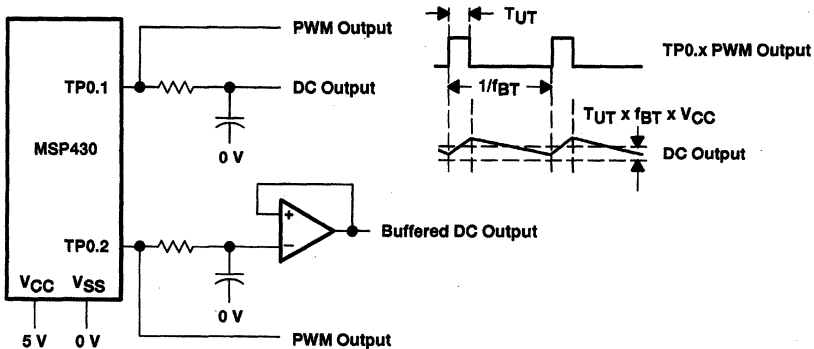 PWM Output
TP0.1
DC Output
0 V
MSP430
TP0.2
+
−
Buffered DC Output
0 V
VCC VSS
5 V 0 V
PWM Output
TUT
TP0.x PWM Output
1/fBT
TUT x fBT x VCC
DC Output